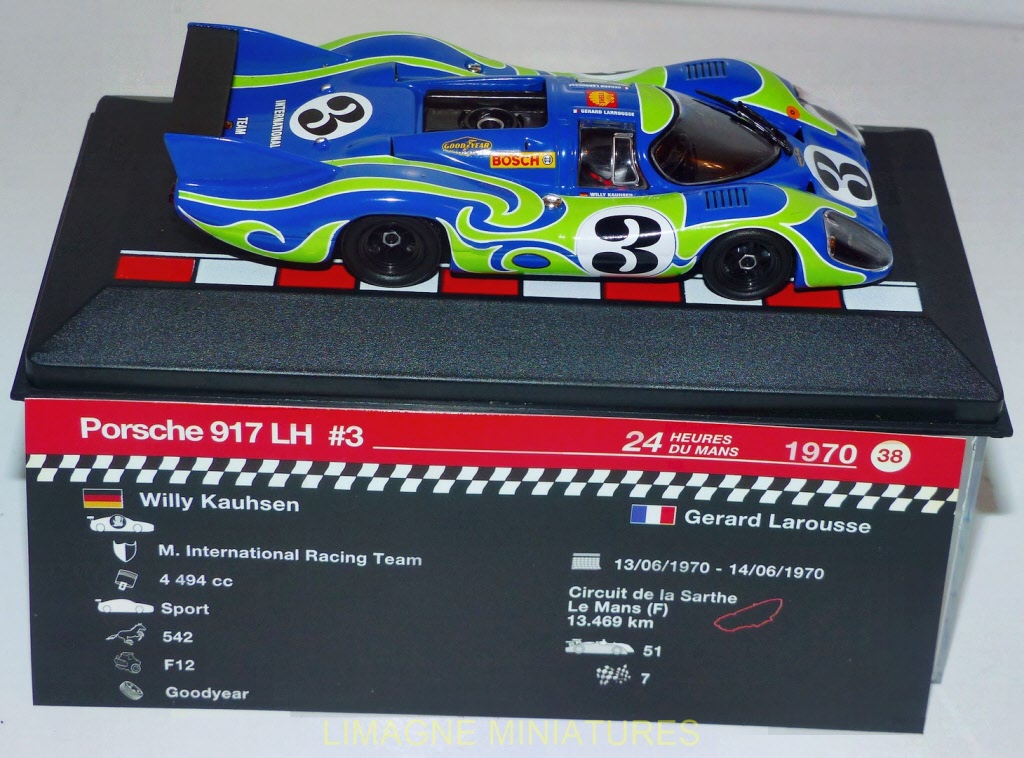 3
INTERNATIONAL
TEAM
GERARD LARROUSSE
GOODYEAR
BOSCH
WILLY KAUHSEN
3
3
Porsche 917 LH #3
24 HEURES DU MANS
1970
38
Willy Kauhsen
M. International Racing Team
4 494 cc
Sport
542
F12
Goodyear
Gerard Larousse
13/06/1970 - 14/06/1970
Circuit de la Sarthe
Le Mans (F)
13.469 km
51
7
LIMAGNE MINIATURES